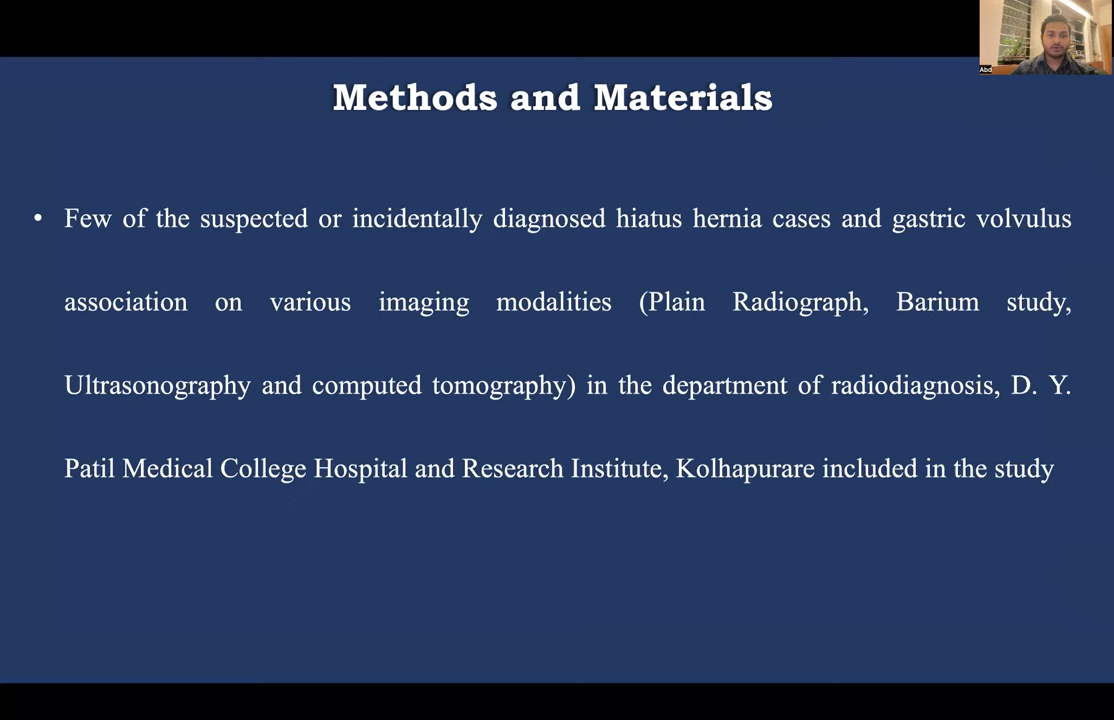 Abd
Methods and Materials
• Few of the suspected or incidentally diagnosed hiatus hernia cases and gastric volvulus
association on various imaging modalities (Plain Radiograph, Barium study,
Ultrasonography and computed tomography) in the department of radiodiagnosis, D. Y.
Patil Medical College Hospital and Research Institute, Kolhapurare included in the study